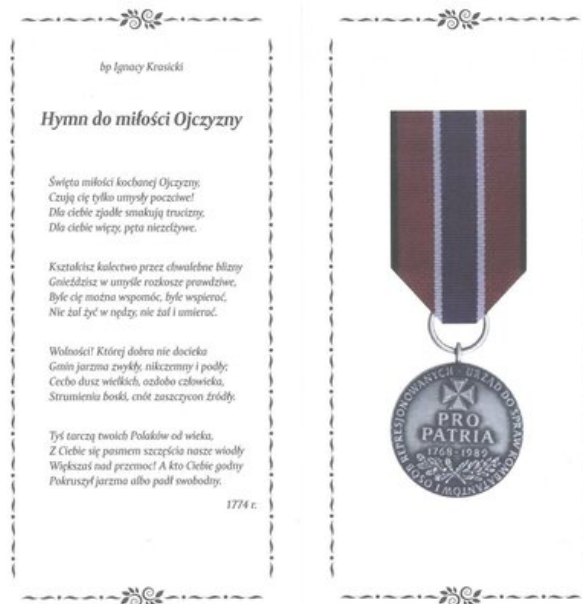 bp Ignacy Krasicki
Hymn do miłości Ojczyzny
Święta miłości kochanej Ojczyzny,
Czują cię tylko umysły poczciwe!
Dla ciebie zjadłe smakują trucizny,
Dla ciebie więzy, pęta niezelżywe.
Kształcisz kalectwo przez chwalebne blizny
Gnieździsz w umyśle rozkosze prawdziwe,
Byle cię można wspomóc, byle wspierać,
Nie żal żyć w nędzy, nie żal i umierać.
Wolności! Której dobra nie docieka
Gmin jarzma zwykły, nikczemny i podły;
Cecho dusz wielkich, ozdobo człowieka,
Strumieniu boski, cnót zaszczycon źródły.
Tyś tarczą twoich Polaków od wieka,
Z Ciebie się pasmem szczęścia nasze wiodły
Większaś nad przemoc! A kto Ciebie godny
Pokruszył jarzma albo padł swobodny.
1774 r.
URZĄD DO SPRAW KOMBATANTÓW I OSÓB REPRESJONOWANYCH
PRO
PATRIA
1768-1989